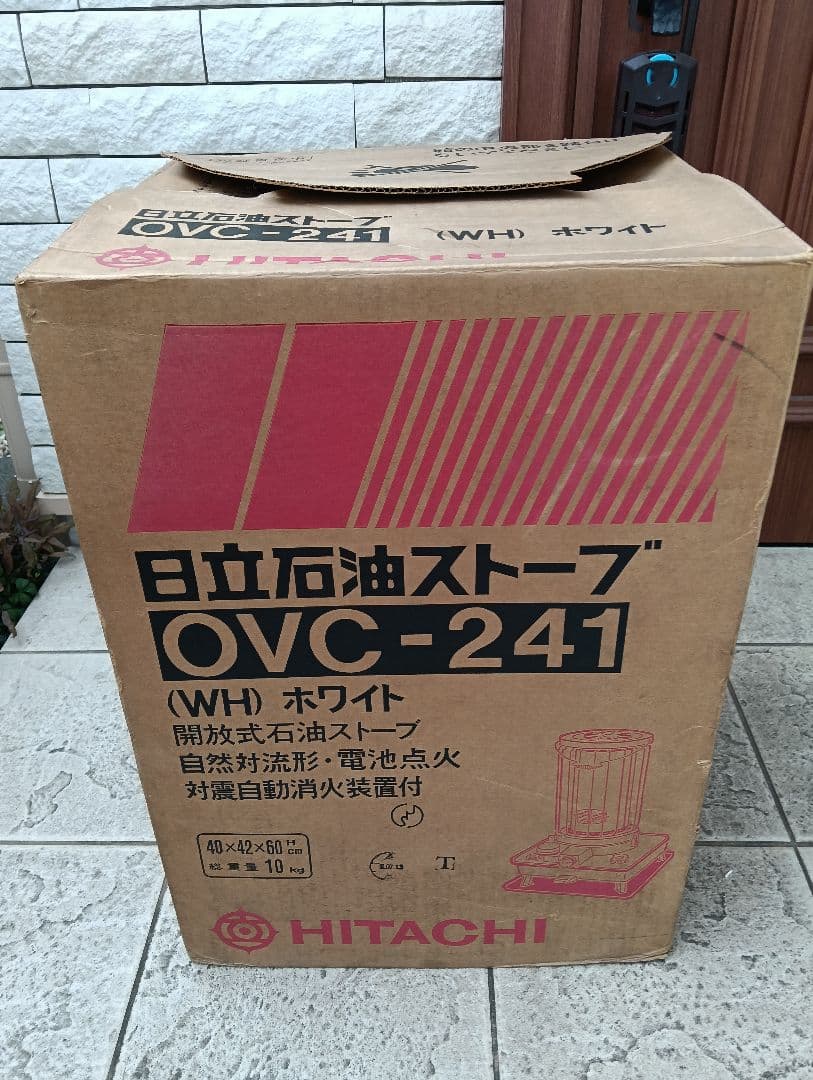 日立石油ストーブ
OVC-241 (WH) ホワイト
HITACHI
日立石油ストーブ
OVC-241
(WH) ホワイト
開放式石油ストーブ
自然対流形・電池点火
対震自動消火装置付
40×42×60 H cm
総重量 10 kg
T
HITACHI